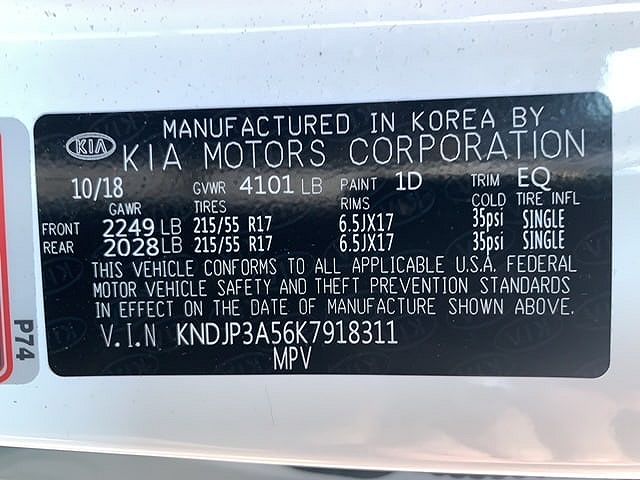 MANUFACTURED IN KOREA BY
KIA KIA MOTORS CORPORATION
10/18 GVWR 4101 LB PAINT 1D TRIM EQ
GAWR TIRES RIMS COLD TIRE INFL
FRONT 2249 LB 215/55 R17 6.5JX17 35psi SINGLE
REAR 2028 LB 215/55 R17 6.5JX17 35psi SINGLE
THIS VEHICLE CONFORMS TO ALL APPLICABLE U.S.A. FEDERAL
MOTOR VEHICLE SAFETY AND THEFT PREVENTION STANDARDS
IN EFFECT ON THE DATE OF MANUFACTURE SHOWN ABOVE.
V.I.N KNDJP3A56K7918311
MPV
P74